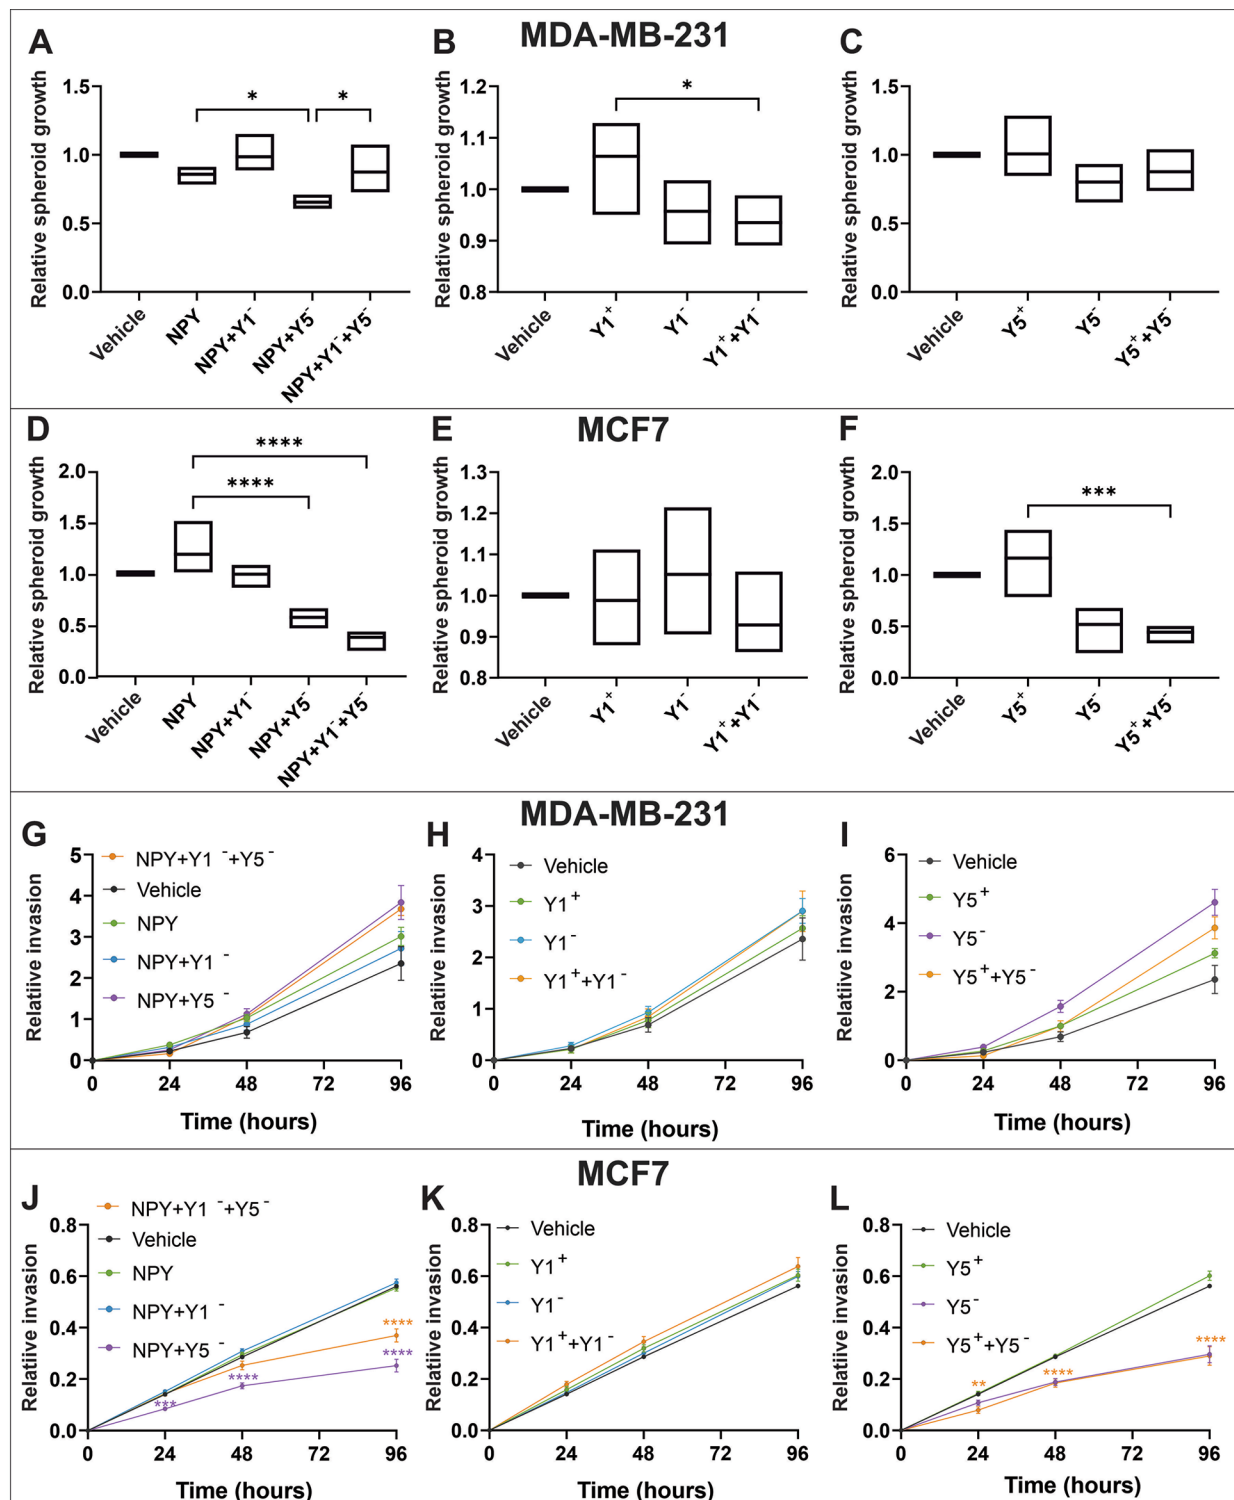 MDA-MB-231
A
Relative spheroid growth
1.5
1.0
0.5
0.0
* *
Vehicle NPY NPY+Y1⁻ NPY+Y5⁻ NPY+Y1⁻+Y5⁻
B
Relative spheroid growth
1.2
1.1
1.0
0.9
0.8
*
Vehicle Y1⁺ Y1⁻ Y1⁺+Y1⁻
C
Relative spheroid growth
1.5
1.0
0.5
0.0
Vehicle Y5⁺ Y5⁻ Y5⁺+Y5⁻
MCF7
D
Relative spheroid growth
2.0
1.5
1.0
0.5
0.0
****
****
Vehicle NPY NPY+Y1⁻ NPY+Y5⁻ NPY+Y1⁻+Y5⁻
E
Relative spheroid growth
1.3
1.2
1.1
1.0
0.9
0.8
Vehicle Y1⁺ Y1⁻ Y1⁺+Y1⁻
F
Relative spheroid growth
2.0
1.5
1.0
0.5
0.0
***
Vehicle Y5⁺ Y5⁻ Y5⁺+Y5⁻
MDA-MB-231
G
Relatiive invasion
5
4
3
2
1
0
NPY+Y1 ⁻+Y5⁻
Vehicle
NPY
NPY+Y1 ⁻
NPY+Y5 ⁻
0 24 48 72 96
Time (hours)
H
Relatiive invasion
4
3
2
1
0
Vehicle
Y1⁺
Y1⁻
Y1⁺+Y1⁻
0 24 48 72 96
Time (hours)
I
Relatiive invasion
6
4
2
0
Vehicle
Y5⁺
Y5⁻
Y5⁺+Y5⁻
0 24 48 72 96
Time (hours)
MCF7
J
Relatiive invasion
0.8
0.6
0.4
0.2
0.0
NPY+Y1 ⁻+Y5⁻
Vehicle
NPY
NPY+Y1 ⁻
NPY+Y5 ⁻
****
****
****
***
0 24 48 72 96
Time (hours)
K
Relatiive invasion
0.8
0.6
0.4
0.2
0.0
Vehicle
Y1⁺
Y1⁻
Y1⁺+Y1⁻
0 24 48 72 96
Time (hours)
L
Relatiive invasion
0.8
0.6
0.4
0.2
0.0
Vehicle
Y5⁺
Y5⁻
Y5⁺+Y5⁻
****
****
**
0 24 48 72 96
Time (hours)